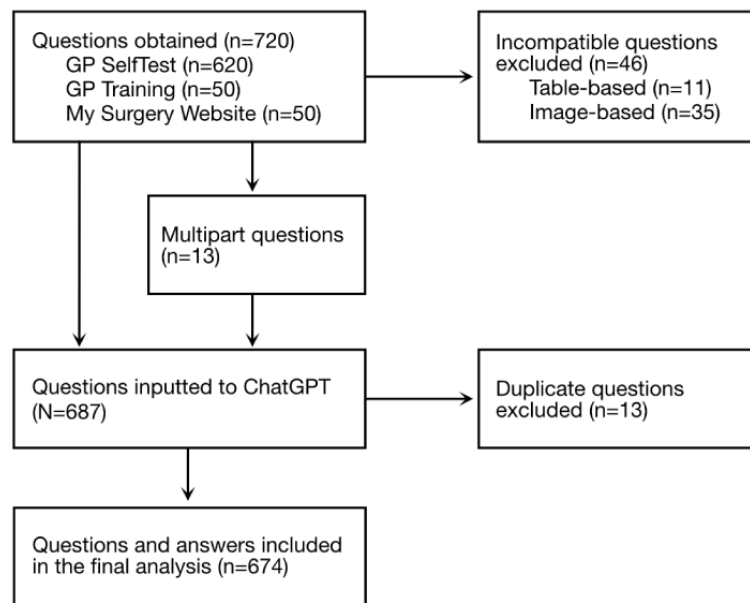 Questions obtained (n=720)
GP SelfTest (n=620)
GP Training (n=50)
My Surgery Website (n=50)
Incompatible questions
excluded (n=46)
Table-based (n=11)
Image-based (n=35)
Multipart questions
(n=13)
Questions inputted to ChatGPT
(N=687)
Duplicate questions
excluded (n=13)
Questions and answers included
in the final analysis (n=674)